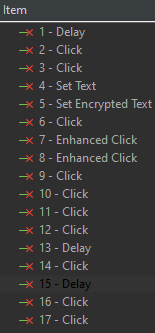 Item
1 - Delay
2 - Click
3 - Click
4 - Set Text
5 - Set Encrypted Text
6 - Click
7 - Enhanced Click
8 - Enhanced Click
9 - Click
10 - Click
11 - Click
12 - Click
13 - Delay
14 - Click
15 - Delay
16 - Click
17 - Click